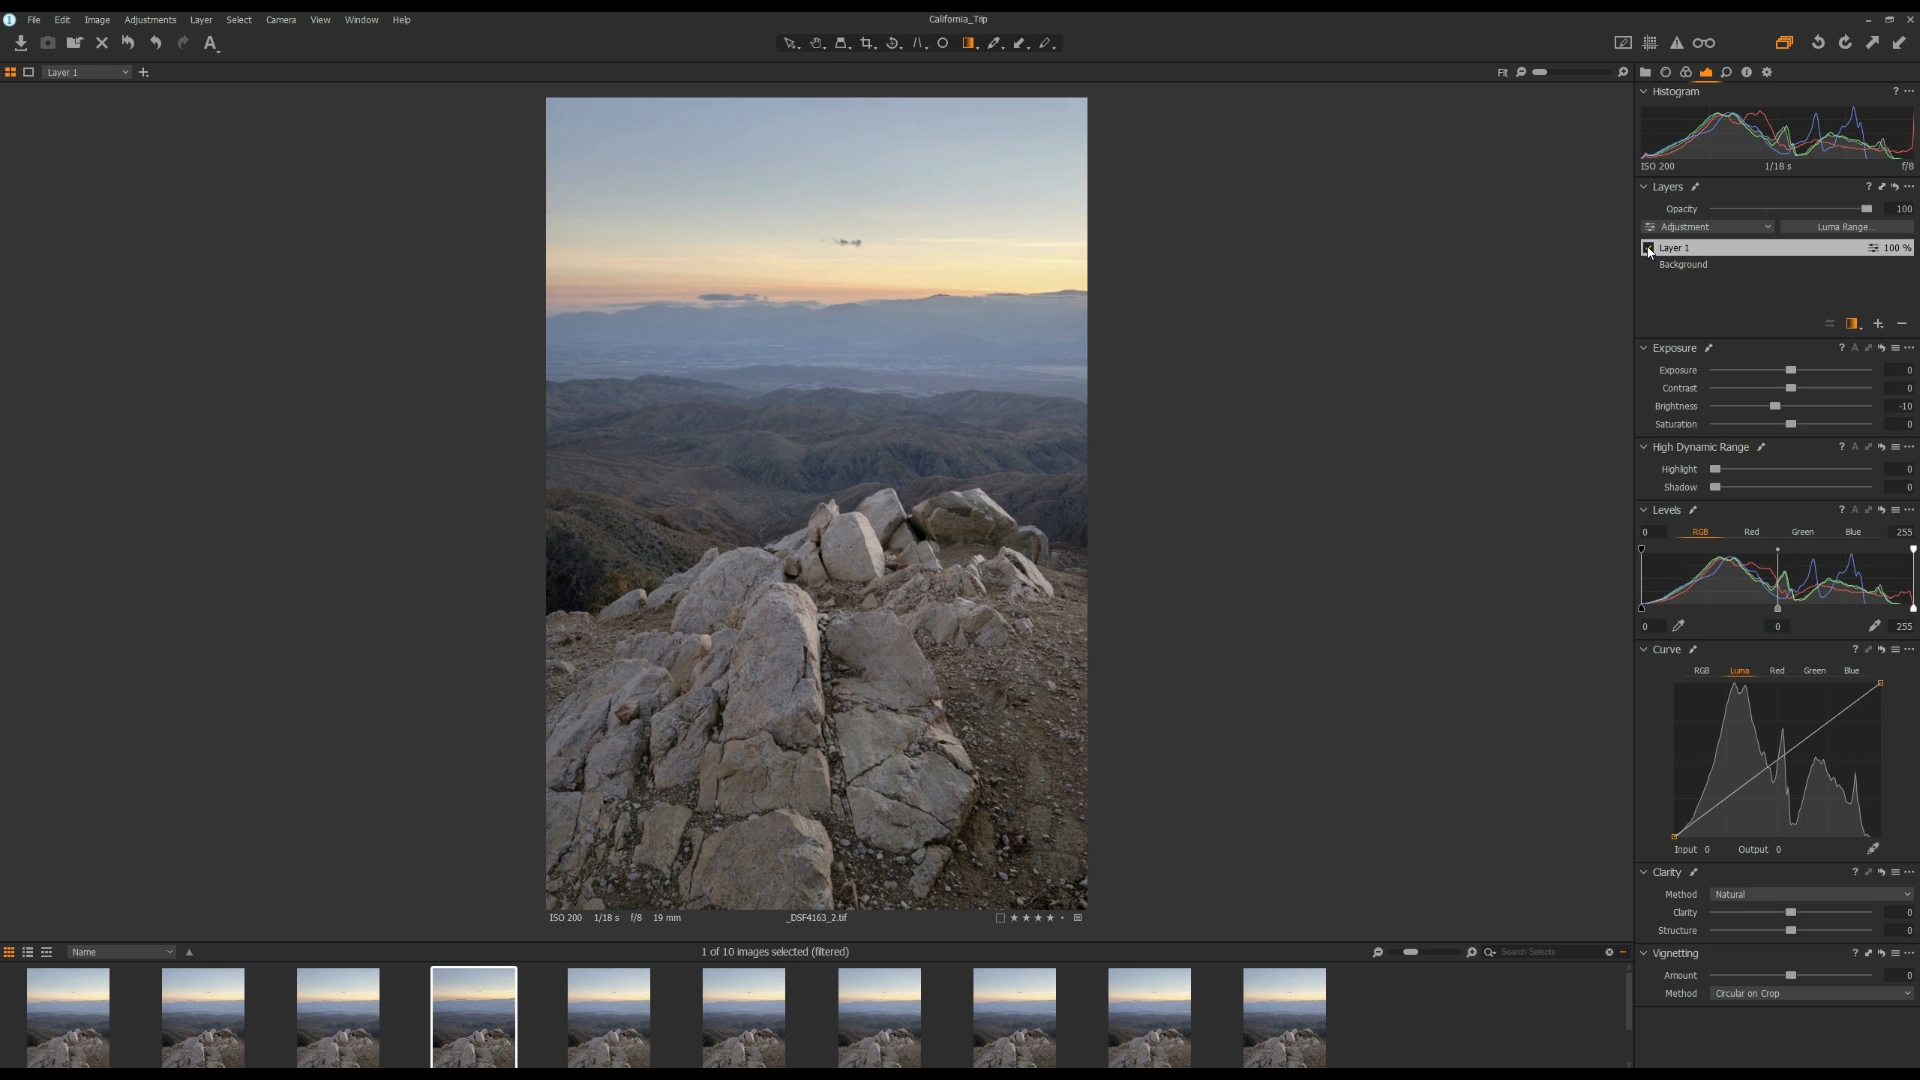 File Edit Image Adjustments Layer Select Camera View Window Help
California_Trip
Layer 1
Fit
Histogram
ISO 200 1/18 s f/8
Layers
Opacity 100
Adjustment Luma Range...
Layer 1 100 %
Background
Exposure
Exposure 0
Contrast 0
Brightness -10
Saturation 0
High Dynamic Range
Highlight 0
Shadow 0
Levels
0 RGB Red Green Blue 255
0 0 255
Curve
RGB Luma Red Green Blue
Input 0 Output 0
Clarity
Method Natural
Clarity 0
Structure 0
Vignetting
Amount 0
Method Circular on Crop
ISO 200 1/18 s f/8 19 mm _DSF4163_2.tif
Name 1 of 10 images selected (filtered) Search Selects